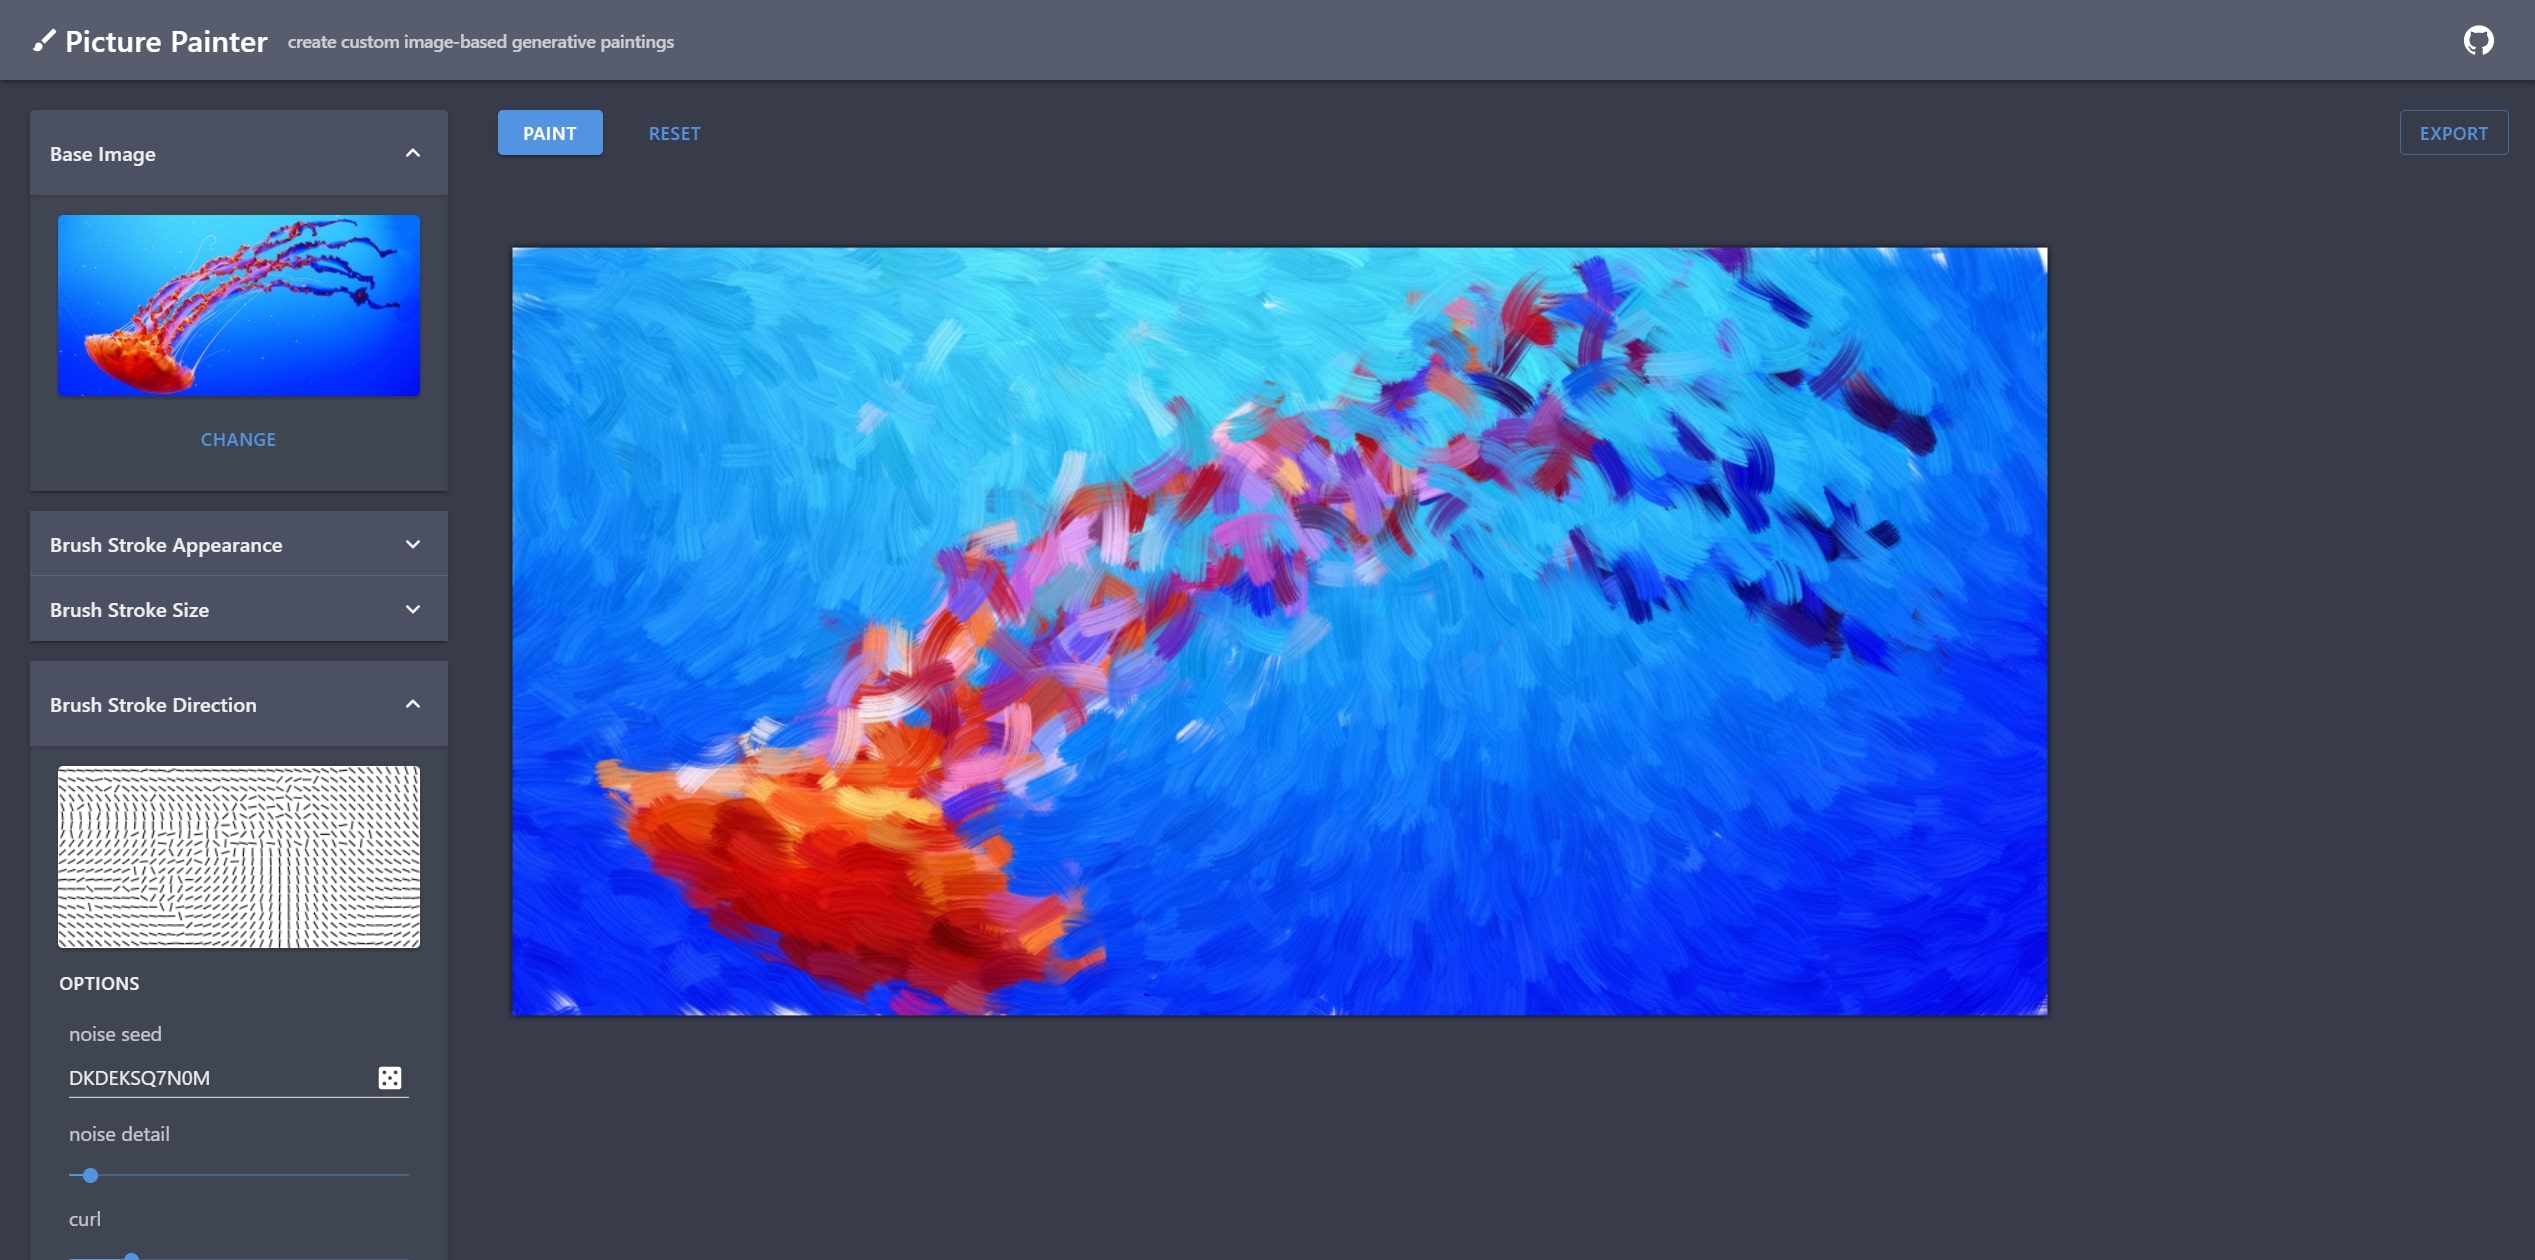 Picture Painter create custom image-based generative paintings
PAINT RESET EXPORT
Base Image
CHANGE
Brush Stroke Appearance
Brush Stroke Size
Brush Stroke Direction
OPTIONS
noise seed
DKDEKSQ7N0M
noise detail
curl